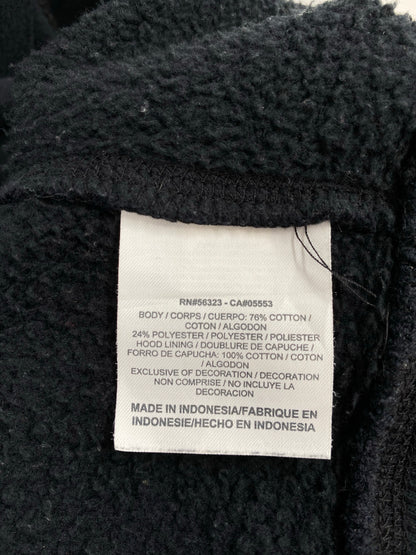 RN#56323 - CA#05553
BODY / CORPS / CUERPO: 76% COTTON /
COTON / ALGODON
24% POLYESTER / POLYESTER / POLIESTER
HOOD LINING / DOUBLURE DE CAPUCHE /
FORRO DE CAPUCHA: 100% COTTON / COTON
/ ALGODON
EXCLUSIVE OF DECORATION / DECORATION
NON COMPRISE / NO INCLUYE LA
DECORACION
MADE IN INDONESIA/FABRIQUE EN
INDONESIE/HECHO EN INDONESIA